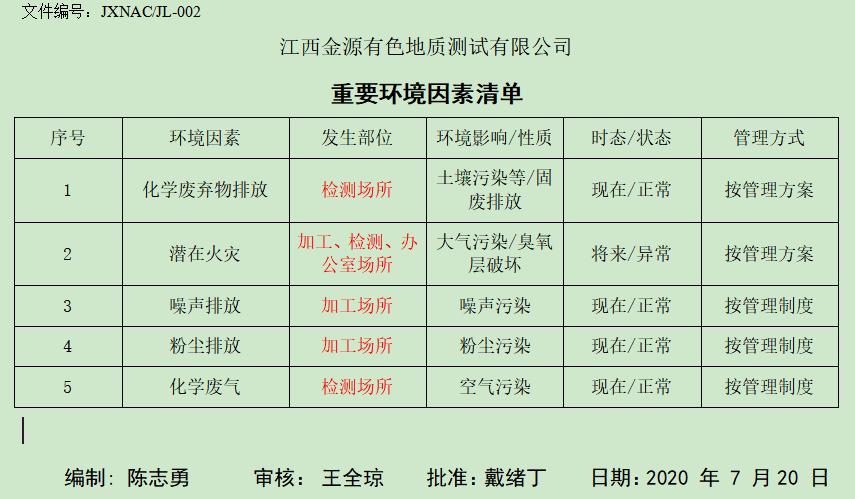 文件编号：JXNAC/JL-002
江西金源有色地质测试有限公司
重要环境因素清单
序号 环境因素 发生部位 环境影响/性质 时态/状态 管理方式
1 化学废弃物排放 检测场所 土壤污染等/固废排放 现在/正常 按管理方案
2 潜在火灾 加工、检测、办公室场所 大气污染/臭氧层破坏 将来/异常 按管理方案
3 噪声排放 加工场所 噪声污染 现在/正常 按管理制度
4 粉尘排放 加工场所 粉尘污染 现在/正常 按管理制度
5 化学废气 检测场所 空气污染 现在/正常 按管理制度
编制: 陈志勇 审核： 王全琼 批准：戴绪丁 日期：2020 年 7 月 20 日